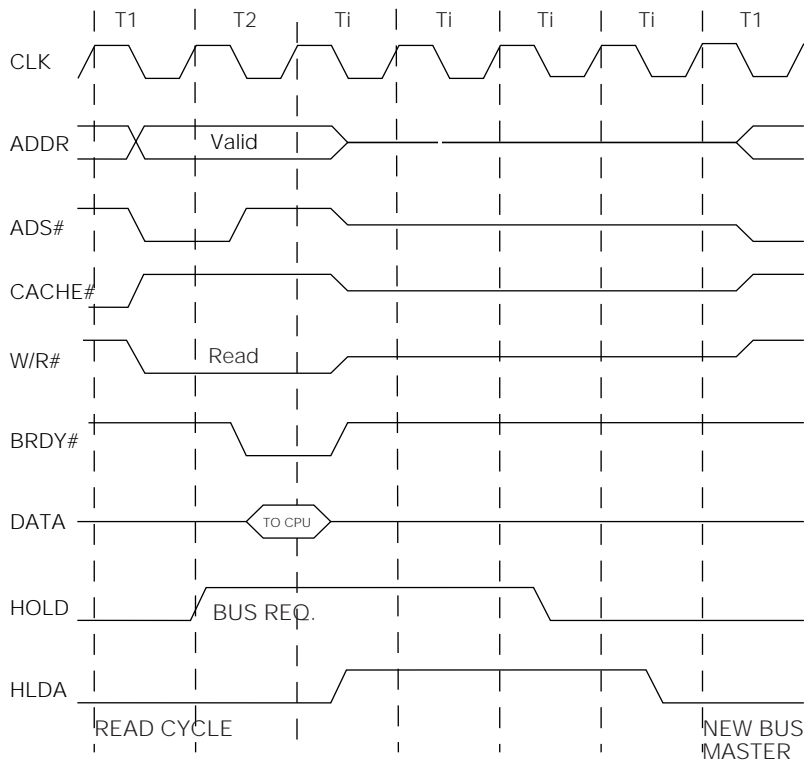 T1 T2 Ti Ti Ti Ti T1
CLK
ADDR Valid
ADS#
CACHE#
W/R# Read
BRDY#
DATA TO CPU
HOLD BUS REQ.
HLDA
READ CYCLE NEW BUS
MASTER